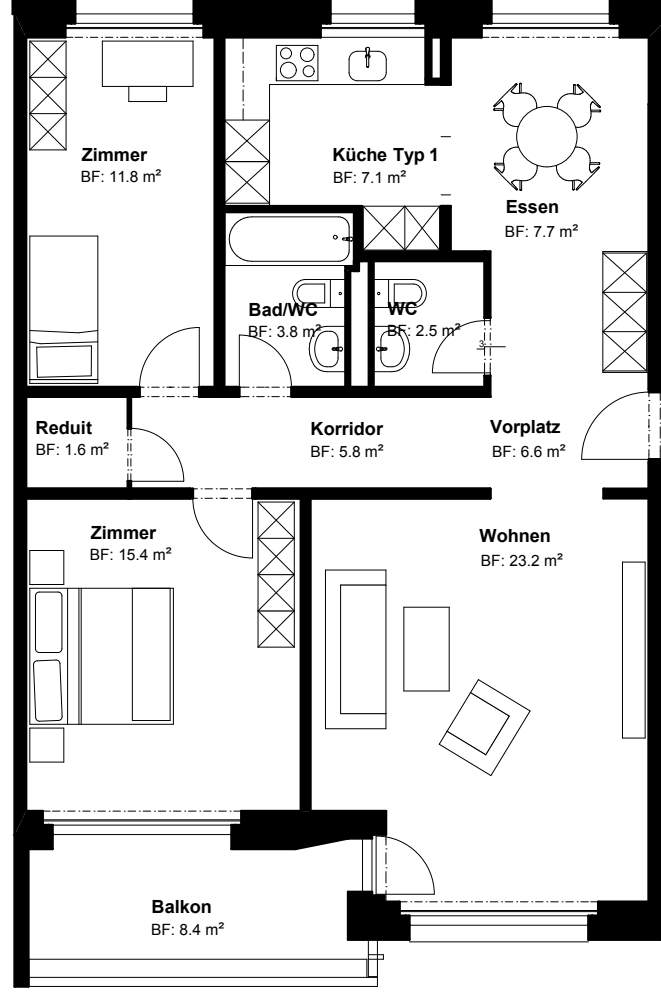 Zimmer
BF: 11.8 m²
Küche Typ 1
BF: 7.1 m²
Essen
BF: 7.7 m²
Bad/WC
BF: 3.8 m²
WC
BF: 2.5 m²
3
Reduit
BF: 1.6 m²
Korridor
BF: 5.8 m²
Vorplatz
BF: 6.6 m²
Zimmer
BF: 15.4 m²
Wohnen
BF: 23.2 m²
Balkon
BF: 8.4 m²